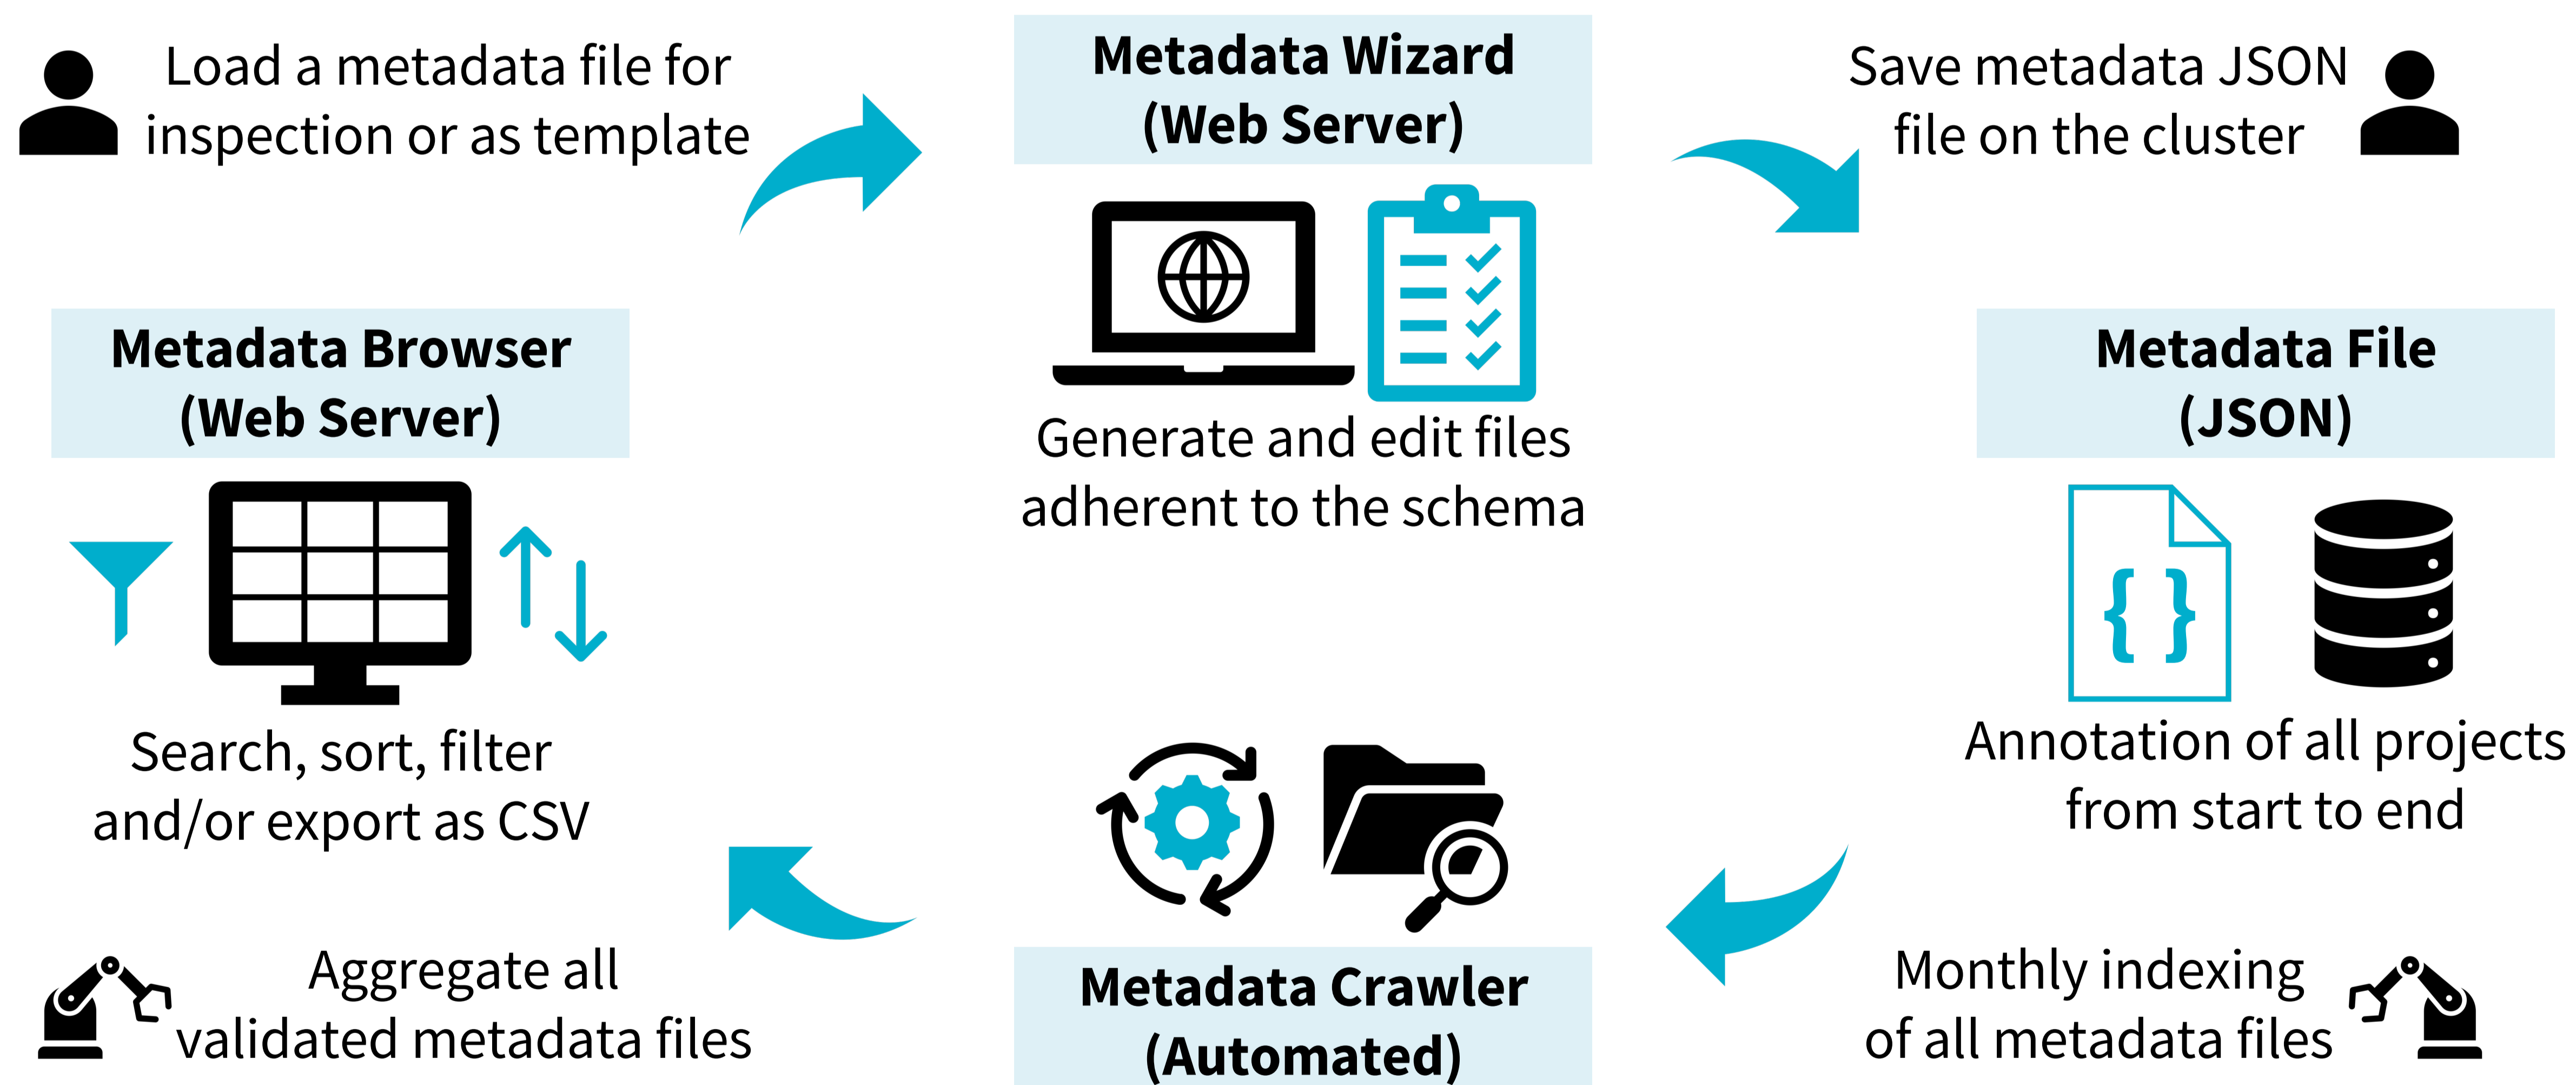 Load a metadata file for
inspection or as template
Metadata Wizard
(Web Server)
Generate and edit files
adherent to the schema
Save metadata JSON
file on the cluster
Metadata Browser
(Web Server)
Search, sort, filter
and/or export as CSV
Metadata File
(JSON)
{ }
Annotation of all projects
from start to end
Aggregate all
validated metadata files
Metadata Crawler
(Automated)
Monthly indexing
of all metadata files